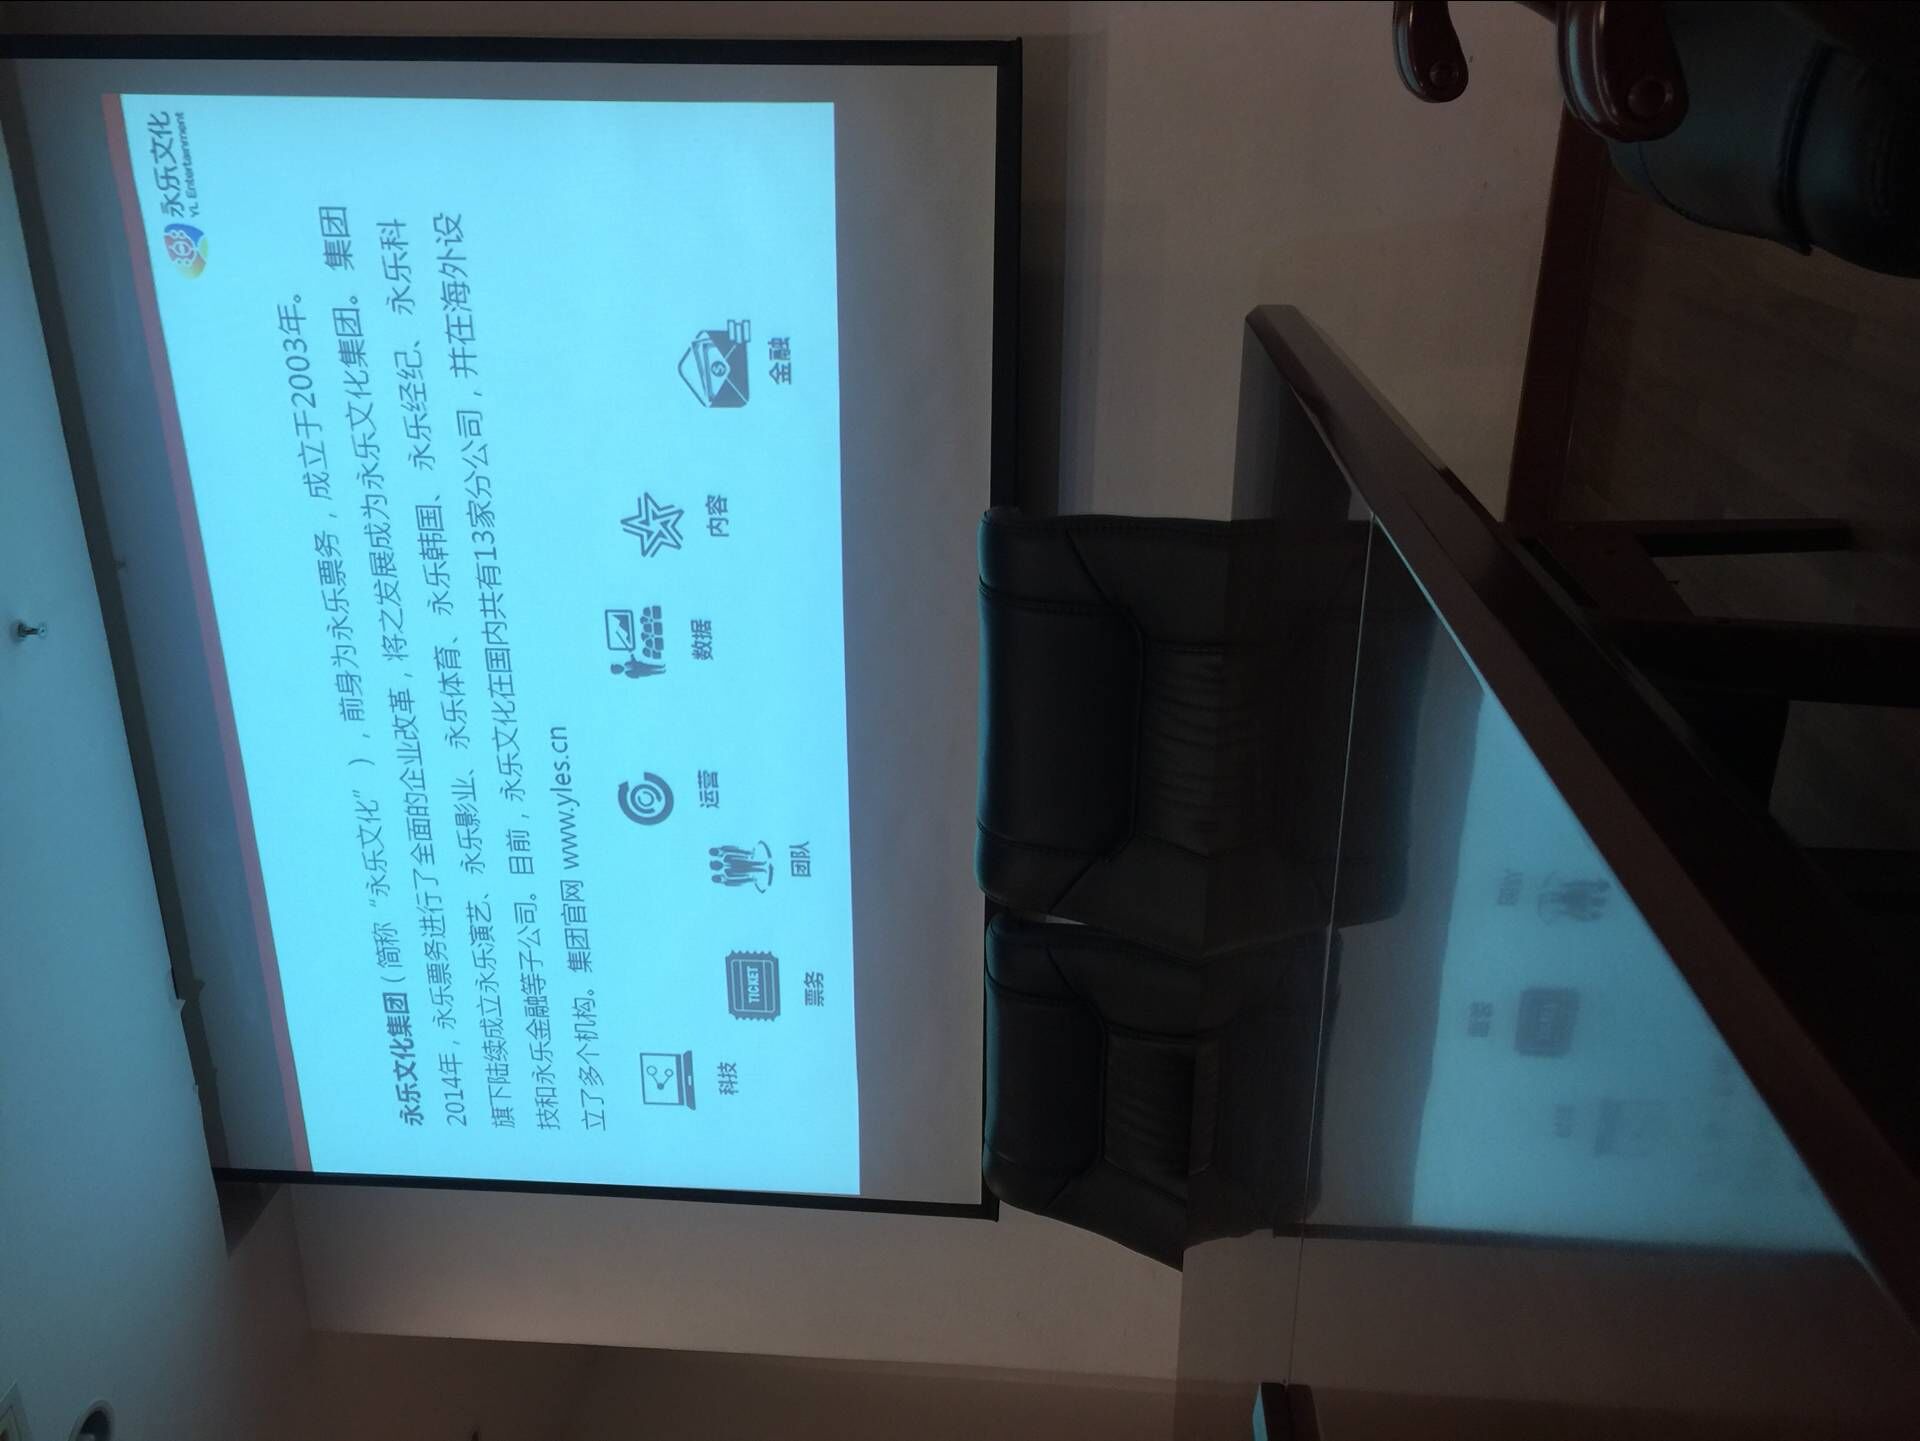 永乐文化
YL Entertainment
永乐文化集团（简称“永乐文化”），前身为永乐票务，成立于2003年。
2014年，永乐票务进行了全面的企业改革，将之发展成为永乐文化集团。集团
旗下陆续成立永乐演艺、永乐影业、永乐体育、永乐韩国、永乐经纪、永乐科
技和永乐金融等子公司。目前，永乐文化在国内共有13家分公司，并在海外设
立了多个机构。集团官网 www.yles.cn
科技
TICKET
票务
团队
运营
数据
内容
$
金融